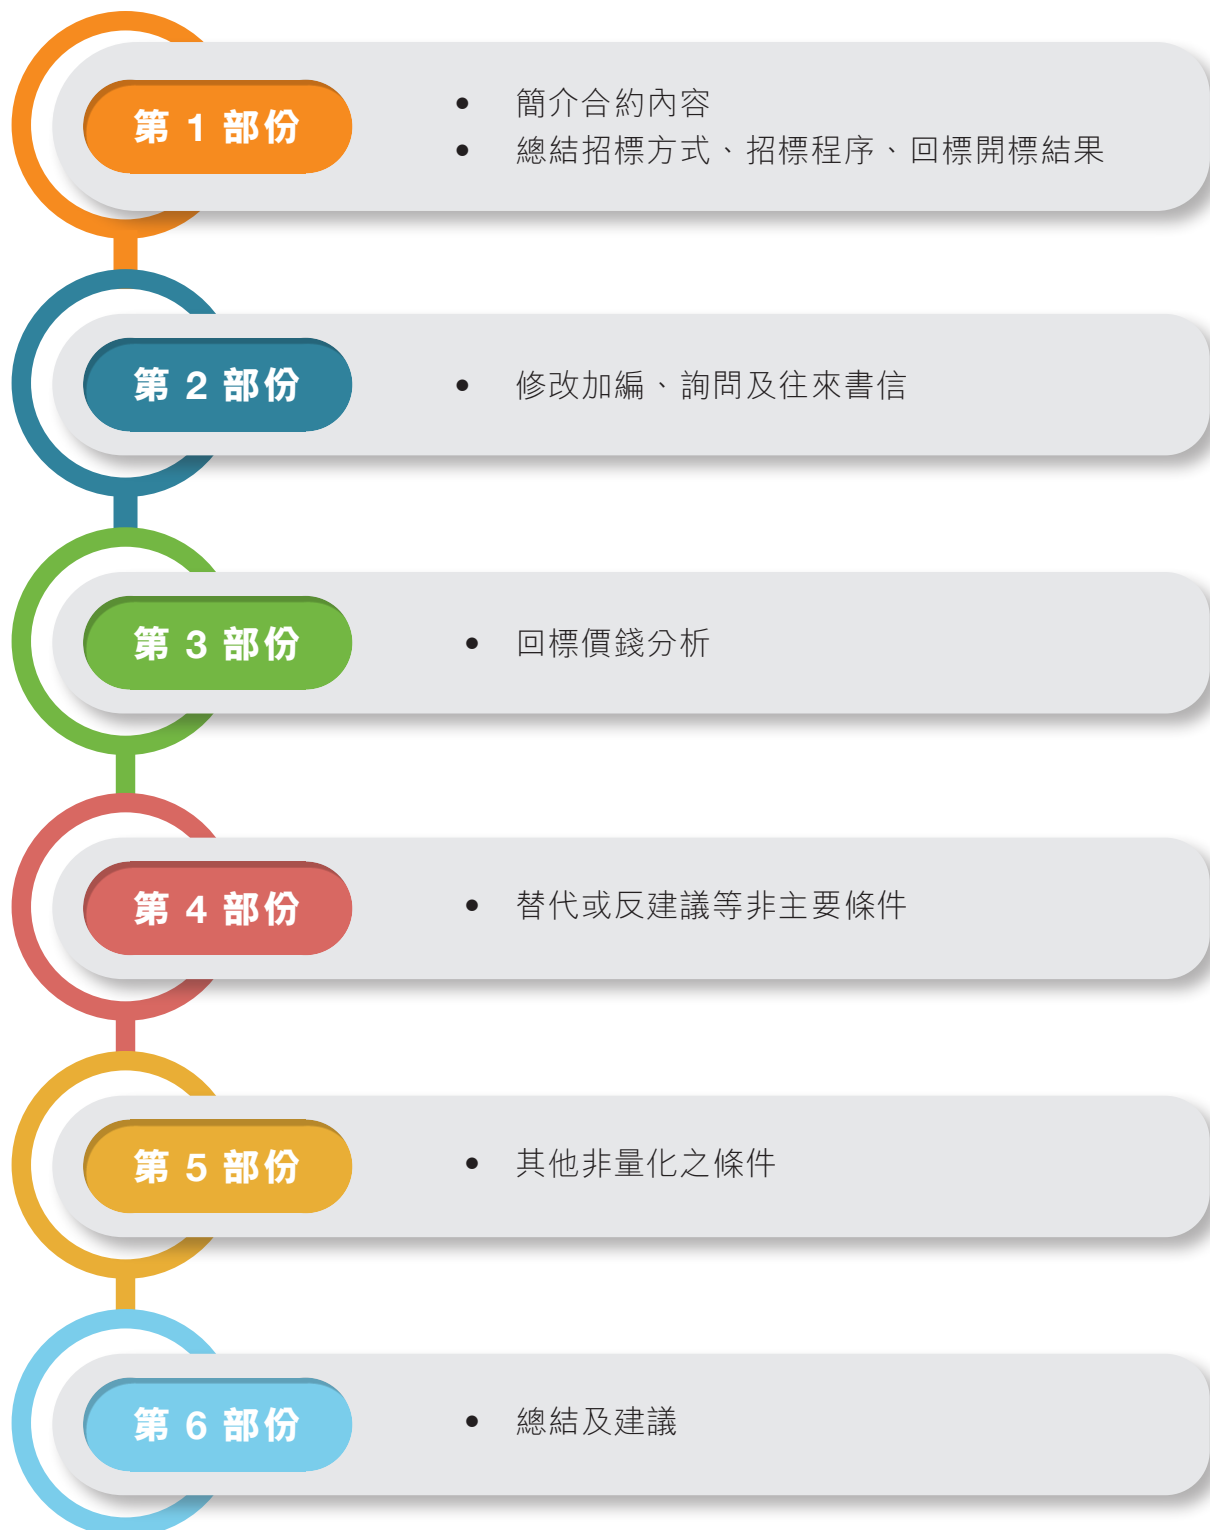 第 1 部份
• 簡介合約內容
• 總結招標方式、招標程序、回標開標結果
第 2 部份
• 修改加編、詢問及往來書信
第 3 部份
• 回標價錢分析
第 4 部份
• 替代或反建議等非主要條件
第 5 部份
• 其他非量化之條件
第 6 部份
• 總結及建議